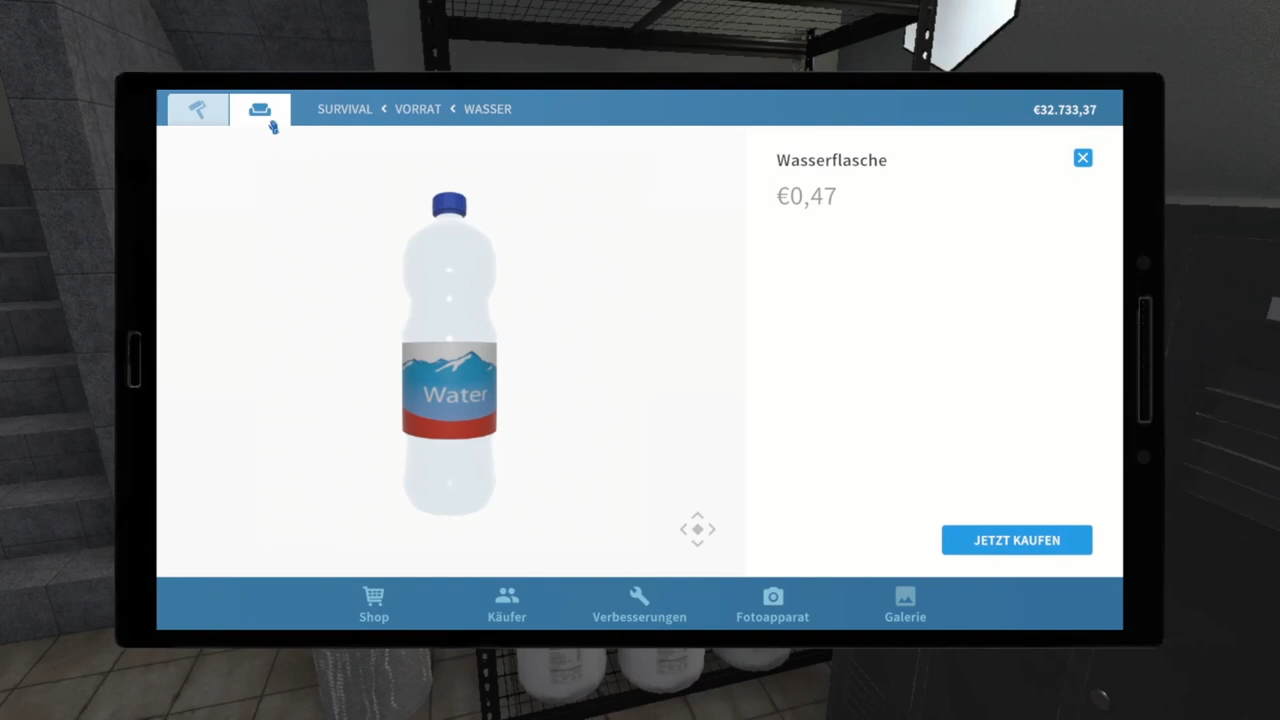 SURVIVAL < VORRAT < WASSER
€32.733,37
Wasserflasche
€0,47
Water
JETZT KAUFEN
Shop
Käufer
Verbesserungen
Fotoapparat
Galerie